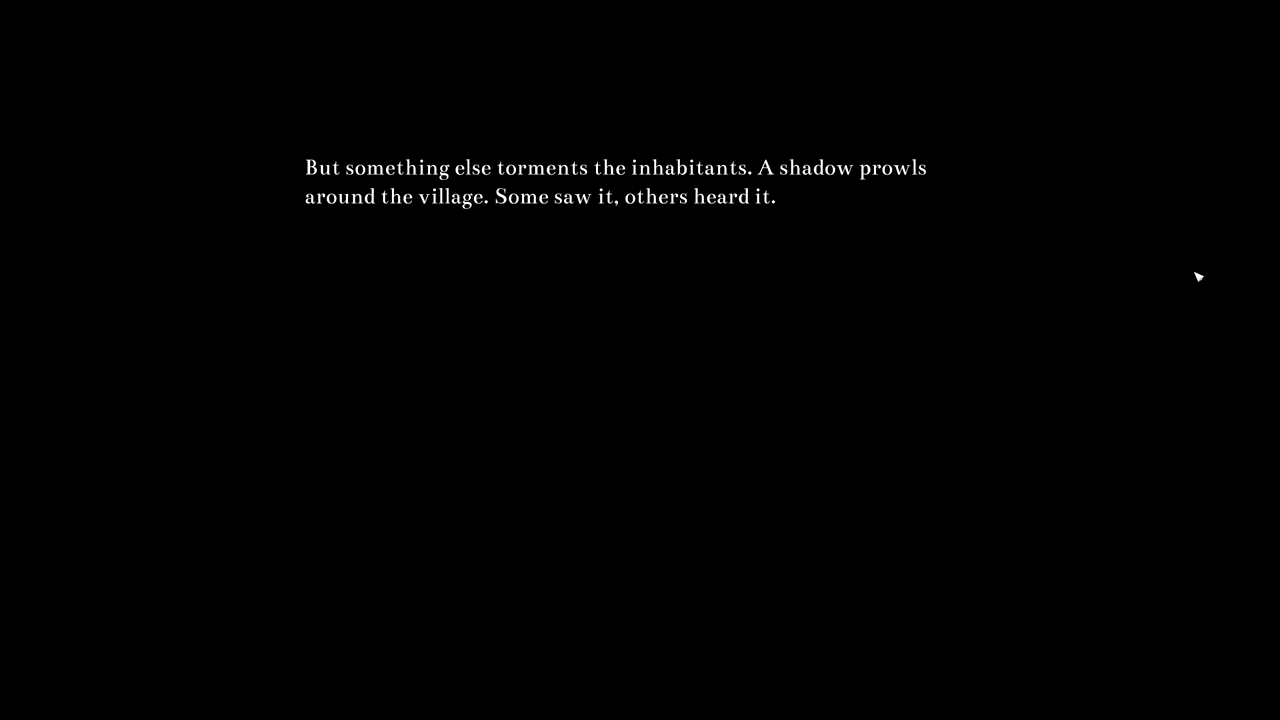 But something else torments the inhabitants. A shadow prowls
around the village. Some saw it, others heard it.